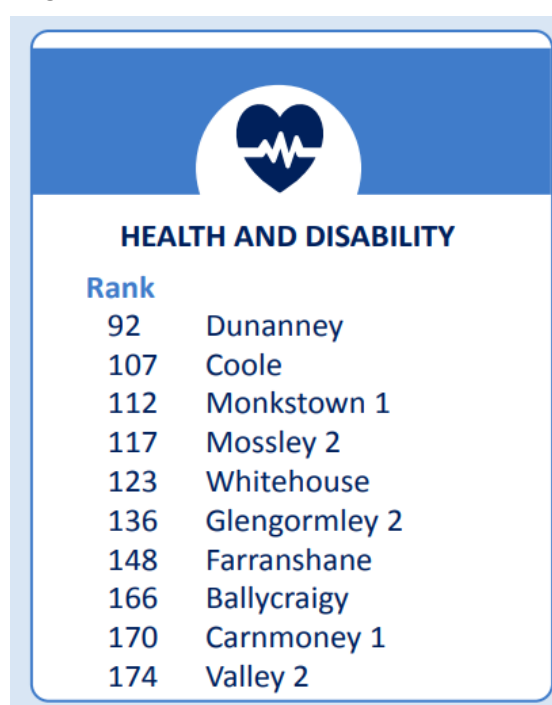 HEALTH AND DISABILITY
Rank
92 Dunanney
107 Coole
112 Monkstown 1
117 Mossley 2
123 Whitehouse
136 Glengormley 2
148 Farranshane
166 Ballycraigy
170 Carnmoney 1
174 Valley 2